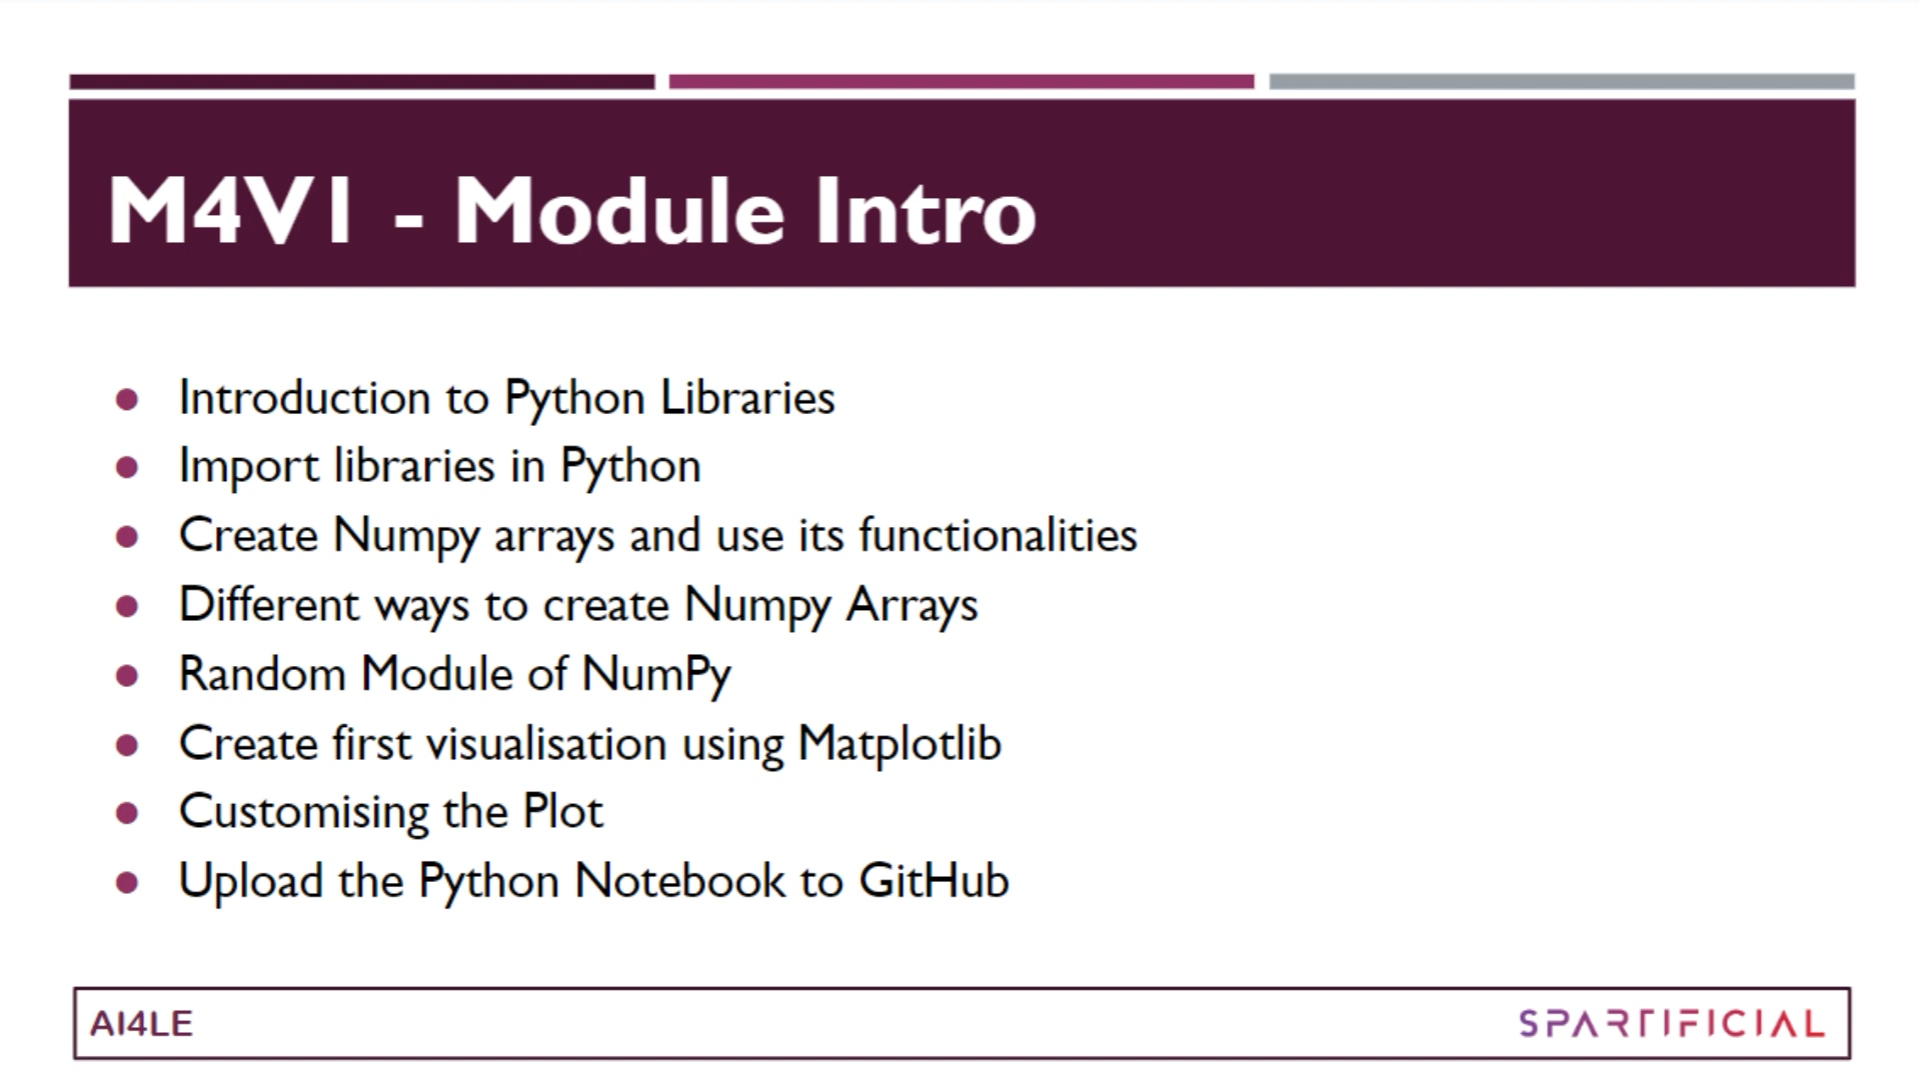 M4V1 - Module Intro
● Introduction to Python Libraries
● Import libraries in Python
● Create Numpy arrays and use its functionalities
● Different ways to create Numpy Arrays
● Random Module of NumPy
● Create first visualisation using Matplotlib
● Customising the Plot
● Upload the Python Notebook to GitHub
AI4LE
SPARTIFICIAL